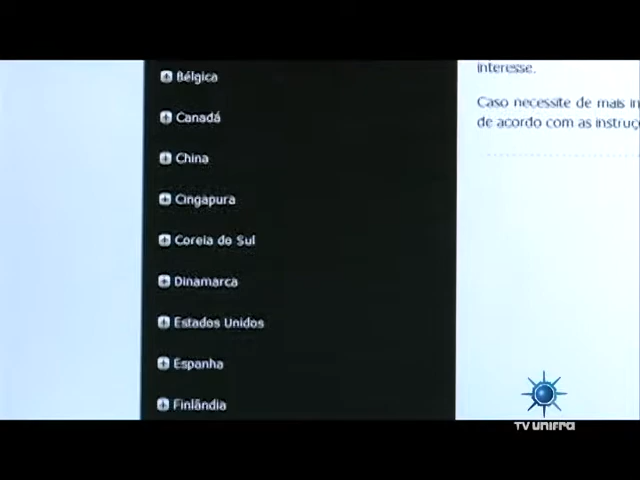 Bélgica
Canadá
China
Cingapura
Coreia do Sul
Dinamarca
Estados Unidos
Espanha
Finlândia
interesse.
Caso necessite de mais in
de acordo com as instruç
TV UNIFRA